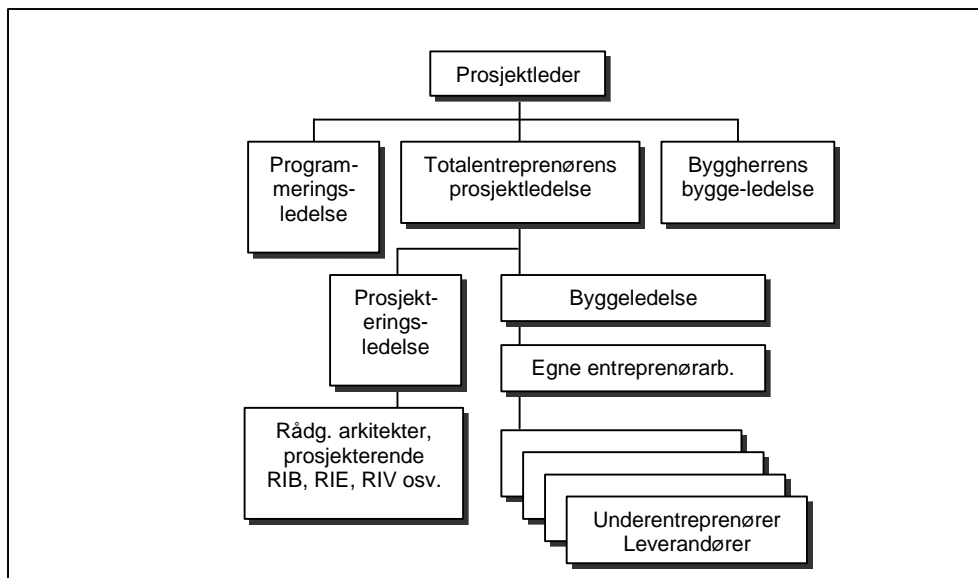 Prosjektleder
Program-
merings-
ledelse
Totalentreprenørens
prosjektledelse
Byggherrens
bygge-ledelse
Prosjekt-
erings-
ledelse
Byggeledelse
Egne entreprenørarb.
Rådg. arkitekter,
prosjekterende
RIB, RIE, RIV osv.
Underentreprenører
Leverandører